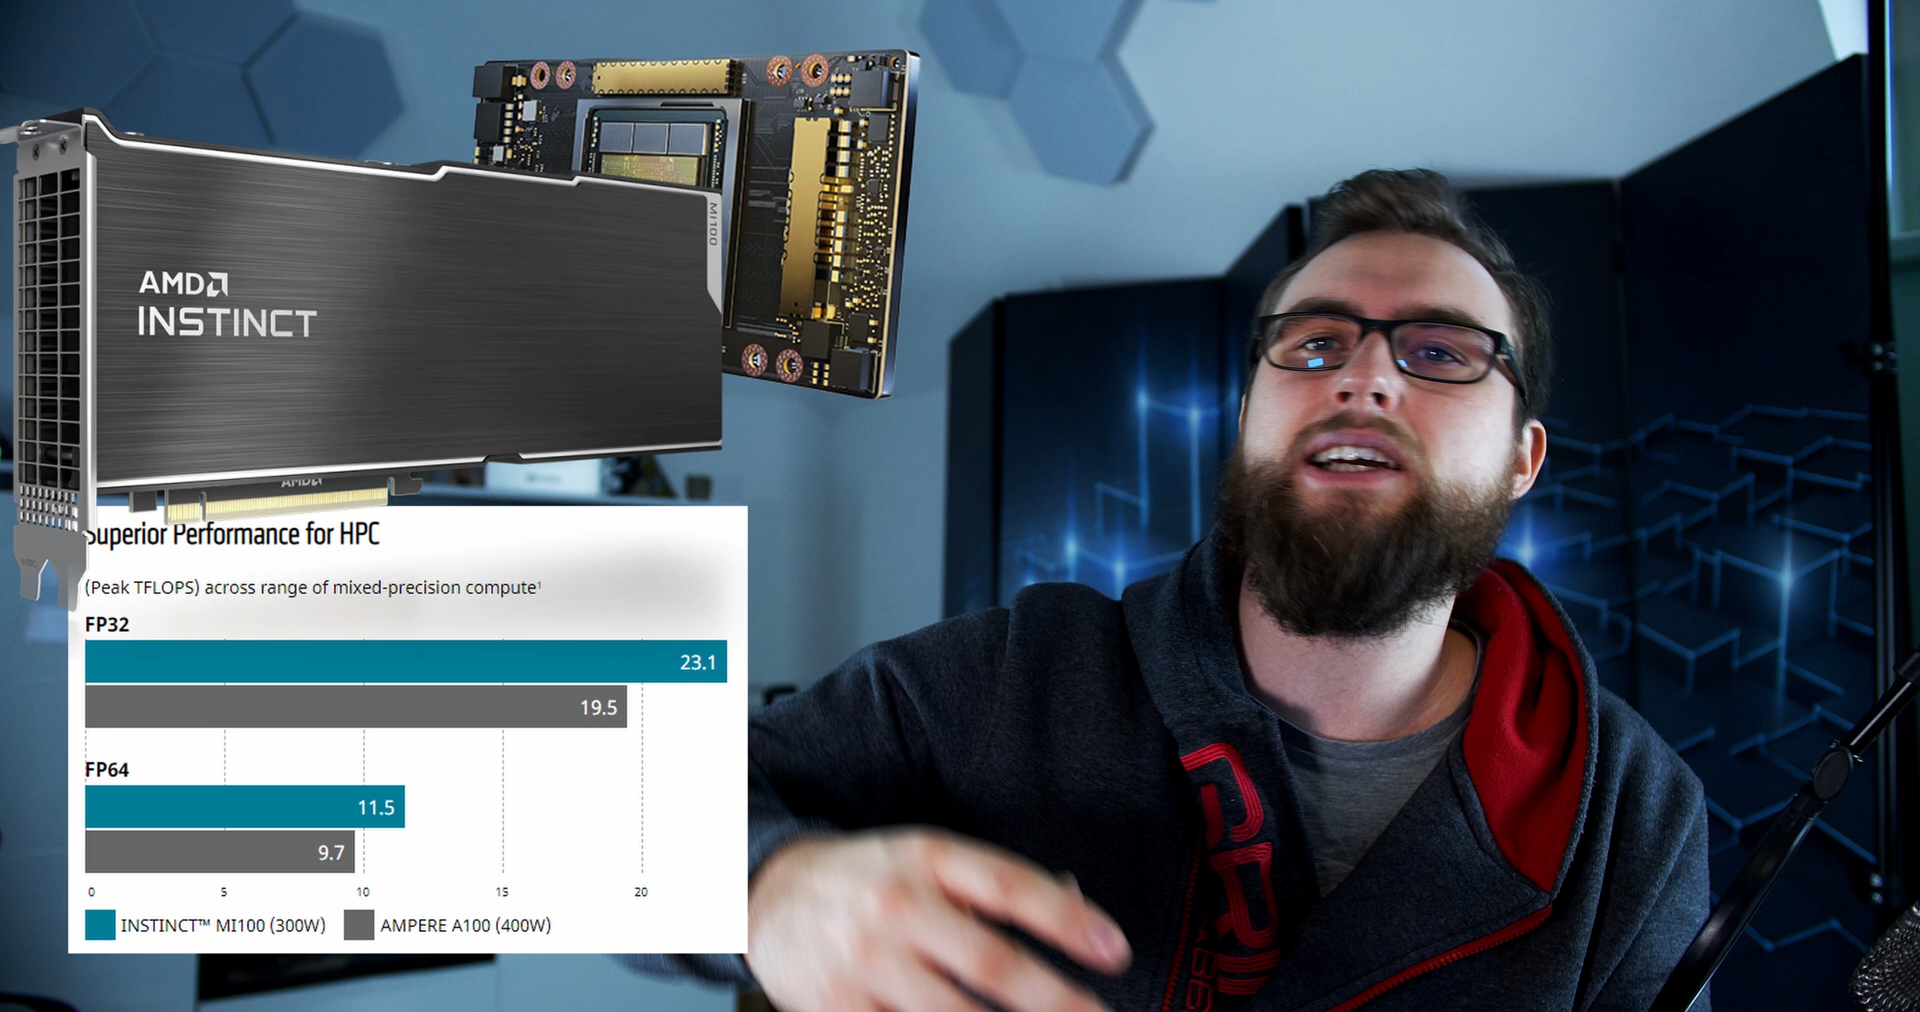 MI100
AMD
INSTINCT
AMD
Superior Performance for HPC
(Peak TFLOPS) across range of mixed-precision compute¹
FP32
23.1
19.5
FP64
11.5
9.7
0 5 10 15 20
INSTINCT™ MI100 (300W) AMPERE A100 (400W)